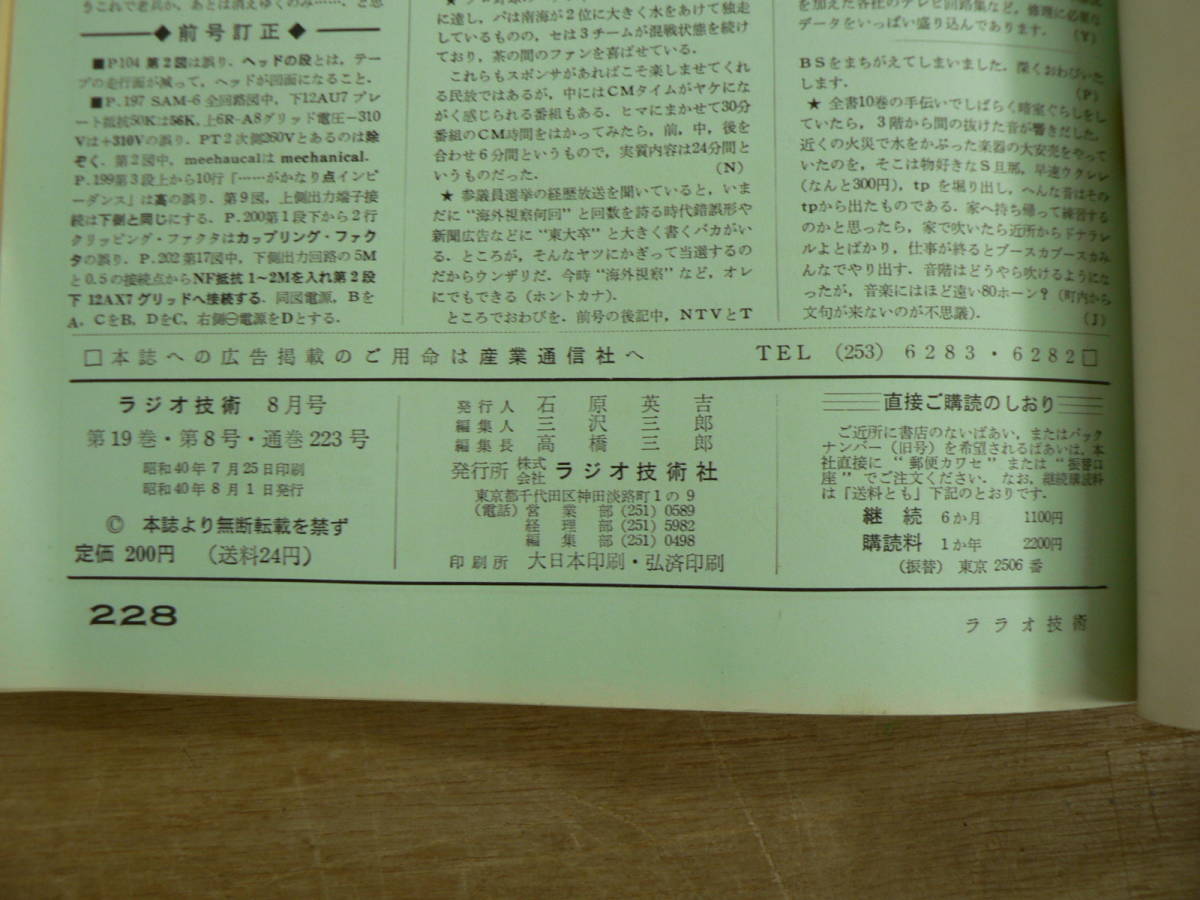 うこれで老兵か、あとは消えゆくのみ……、と思
◆前号訂正◆
■P104 第2図は誤り、ヘッドの段とは、テー
プの走行面が減って、ヘッドが凹面になること．
■P.197 SAM-6 全回路図中、下12AU7 プレ
ート抵抗50Kは56K，上6R-A8グリッド電圧－310
Vは+310Vの誤り．PT2次側260Vとあるのは除
ぞく．第2図中，meehaucalは mechanical．
P.199第3段上から10行「……がかなり点インピ
ーダンス」は高の誤り．第9図，上側出力端子接
続は下側と同じにする．P.200第1段下から2行
クリッピング・ファクタはカップリング・ファク
タの誤り．P.202第17図中，下側出力回路の5M
と0.5の接続点からNF抵抗1~2Mを入れ第2段
下12AX7グリッドへ接続する．同図電源，Bを
A，CをB，DをC，右側㊀電源をDとする．
に達し，パは南海が2位に大きく水をあけて独走
しているものの，セは3チームが混戦状態を続け
ており，茶の間のファンを喜ばせている．
これらもスポンサがあればこそ楽しませてくれ
る民放ではあるが，中にはCMタイムがヤケにな
がく感じられる番組もある．ヒマにまかせて30分
番組のCM時間をはかってみたら，前，中，後を
合わせ6分間というもので，実質内容は24分間と
いうものだった． (N)
★ 参議員選挙の経歴放送を聞いていると，いま
だに“海外視察何回”と回数を誇る時代錯誤形や
新聞広告などに“東大卒”と大きく書くバカがい
る．ところが，そんなヤツにかぎって当選するの
だからウンザリだ．今時“海外視察”など，オレ
にでもできる（ホントカナ）．
ところでおわびを．前号の後記中，NTVとT
を加えた各社のテレビ回路集など，修理に必要な
データをいっぱい盛り込んであります． (Y)
BSをまちがえてしまいました．深くおわびいた
します． (P)
★ 全書10巻の手伝いでしばらく暗室ぐらしをし
ていたら，3階から間の抜けた音が響きだした．
近くの火災で水をかぶった楽器の大安売をやって
いたのを，そこは物好きなS旦那，早速ウクレレ
(なんと300円)，tp を堀り出し，へんな音はその
tpから出たものである．家へ持ち帰って練習する
のかと思ったら，家で吹いたら近所からドナラレ
ルよとばかり，仕事が終るとブースカブースカみ
んなでやり出す．音階はどうやら吹けるようにな
ったが，音楽にはほど遠い80ホーン？（町内から
文句が来ないのが不思議）． (J)
□本誌への広告掲載のご用命は産業通信社へ TEL (253) 6283・6282□
ラジオ技術 8月号
第19巻・第8号・通巻223号
昭和40年7月25日印刷
昭和40年8月1日発行
© 本誌より無断転載を禁ず
定価 200円 （送料24円）
発行人 石原英吉
編集人 三沢三郎
編集長 高橋三郎
発行所 株式会社 ラジオ技術社
東京都千代田区神田淡路町1の9
（電話）営業部 (251) 0589
経理部 (251) 5982
編集部 (251) 0498
印刷所 大日本印刷・弘済印刷
直接ご購読のしおり
ご近所に書店のないばあい，またはバック
ナンバー（旧号）を希望されるばあいは，本
社直接に“郵便カワセ”または“振替口
座”でご注文ください．なお，継続購読料
は「送料とも」下記のとおりです．
継続 6か月 1100円
購読料 1か年 2200円
（振替） 東京 2506 番
228
ララオ技術